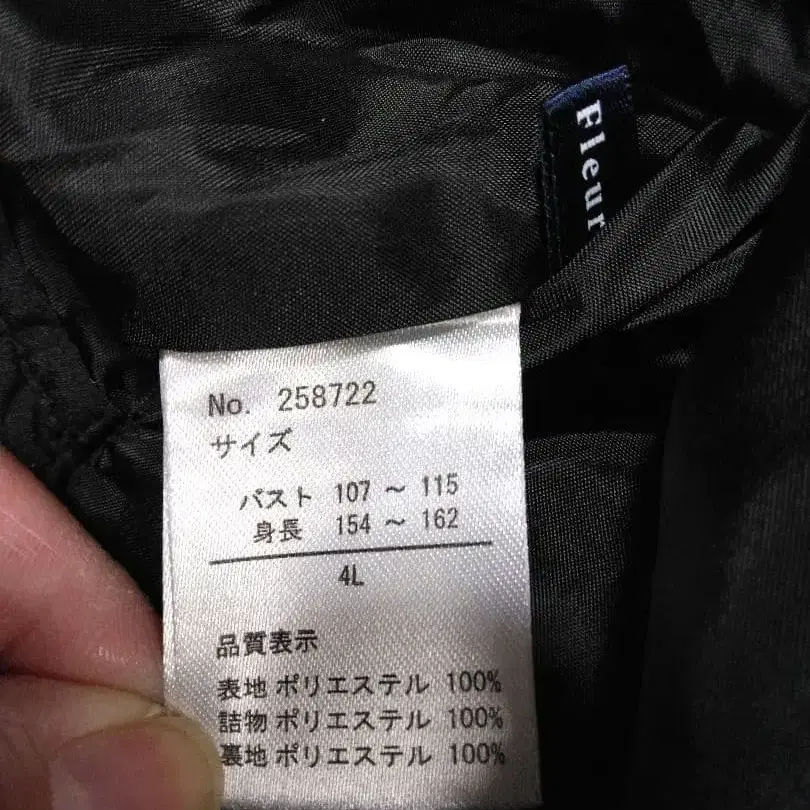 Fleur
No. 258722
サイズ
バスト 107 ～ 115
身長 154 ～ 162
4L
品質表示
表地 ポリエステル 100%
詰物 ポリエステル 100%
裏地 ポリエステル 100%